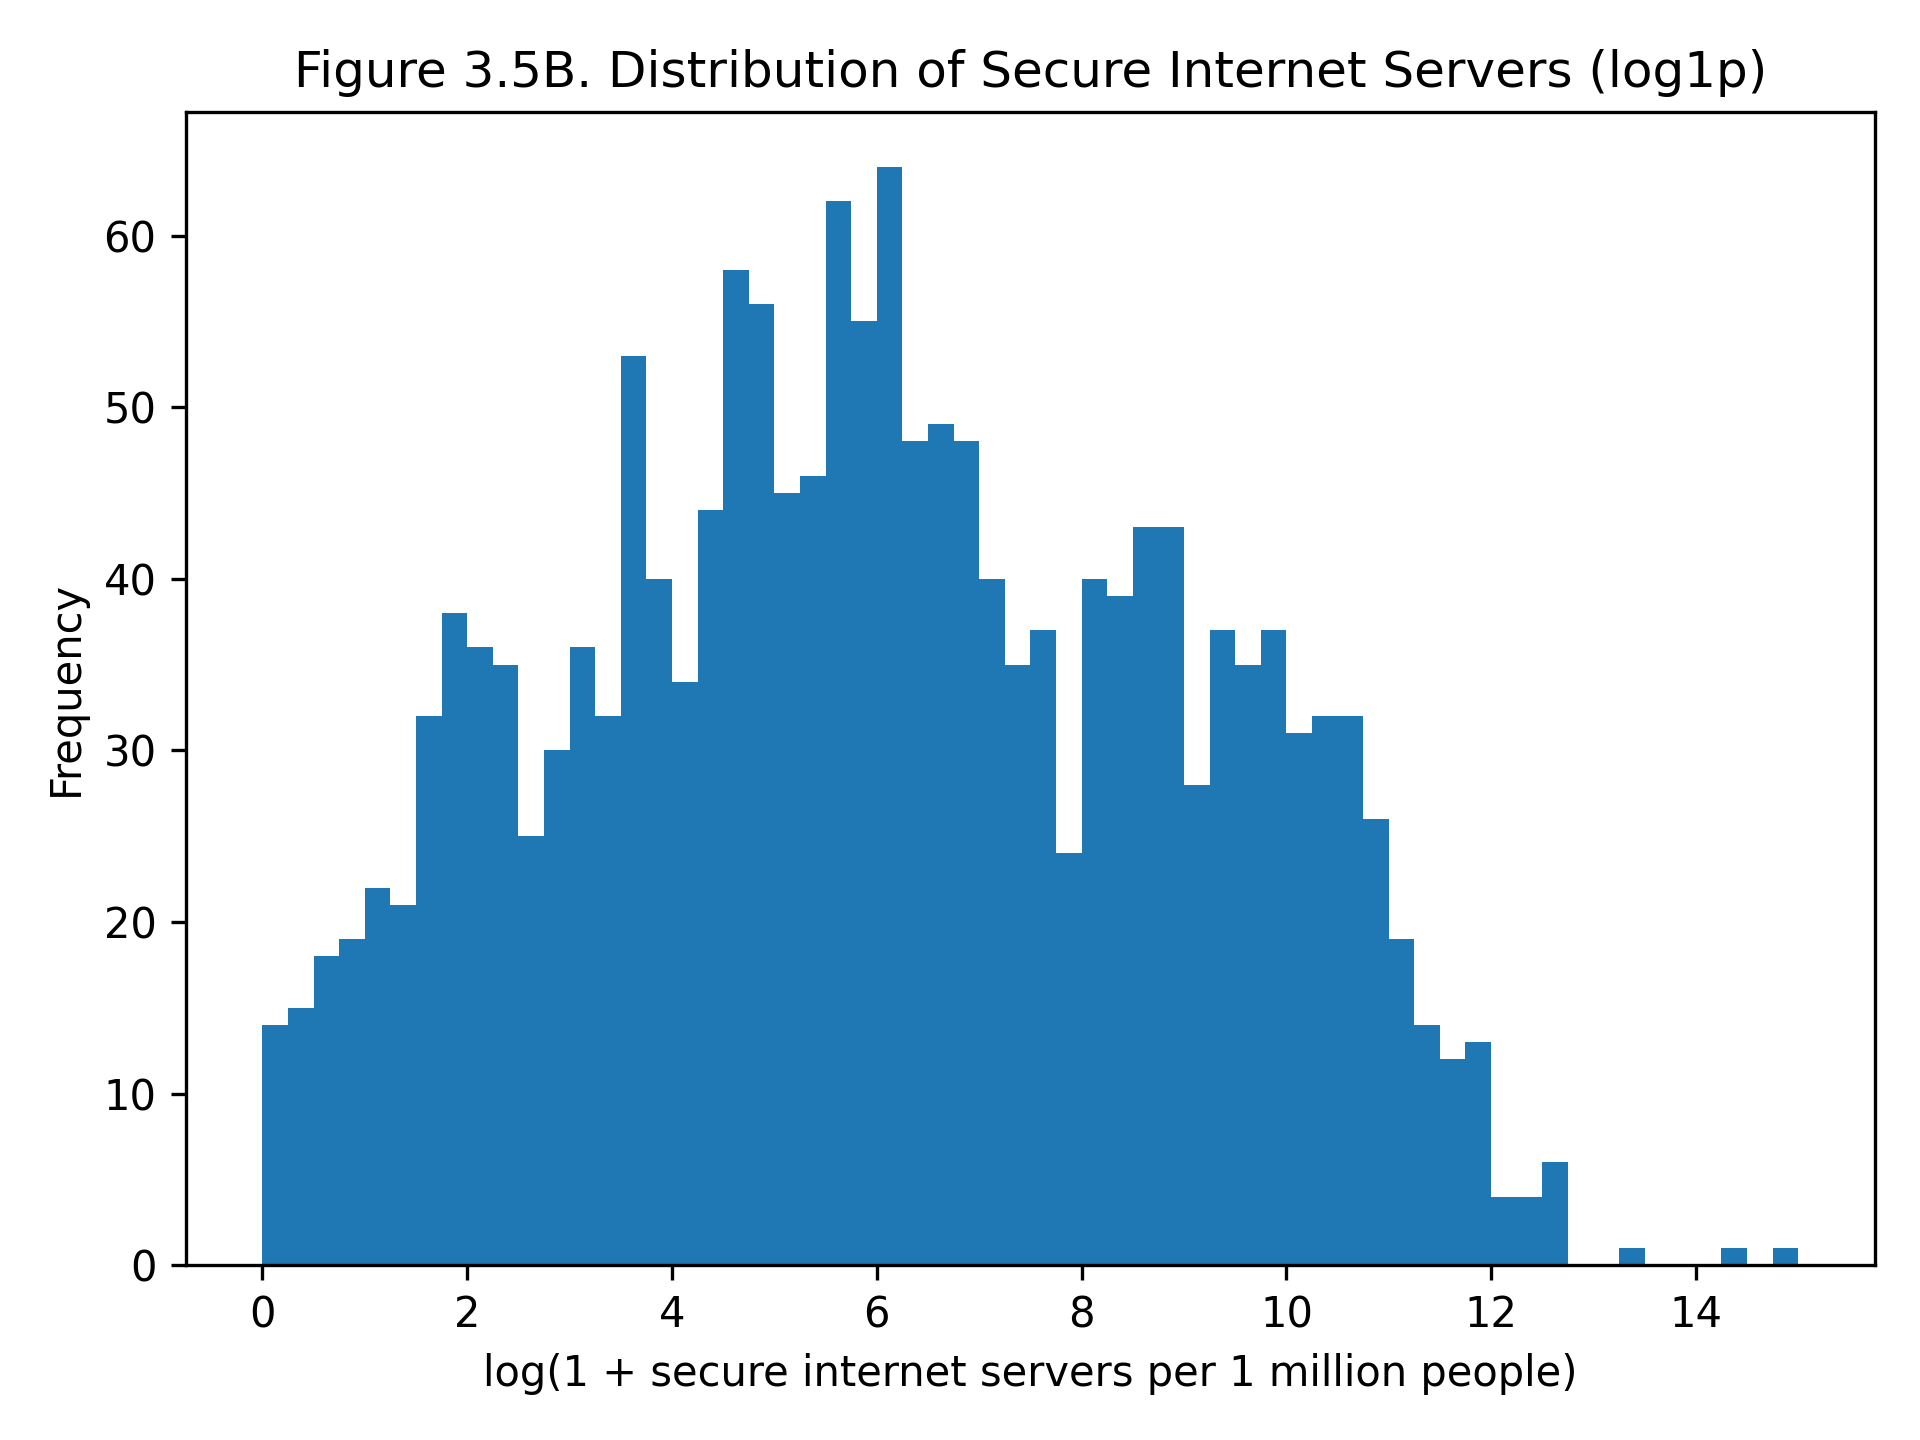 Figure 3.5B. Distribution of Secure Internet Servers (log1p)
Frequency
60
50
40
30
20
10
0
0 2 4 6 8 10 12 14
log(1 + secure internet servers per 1 million people)